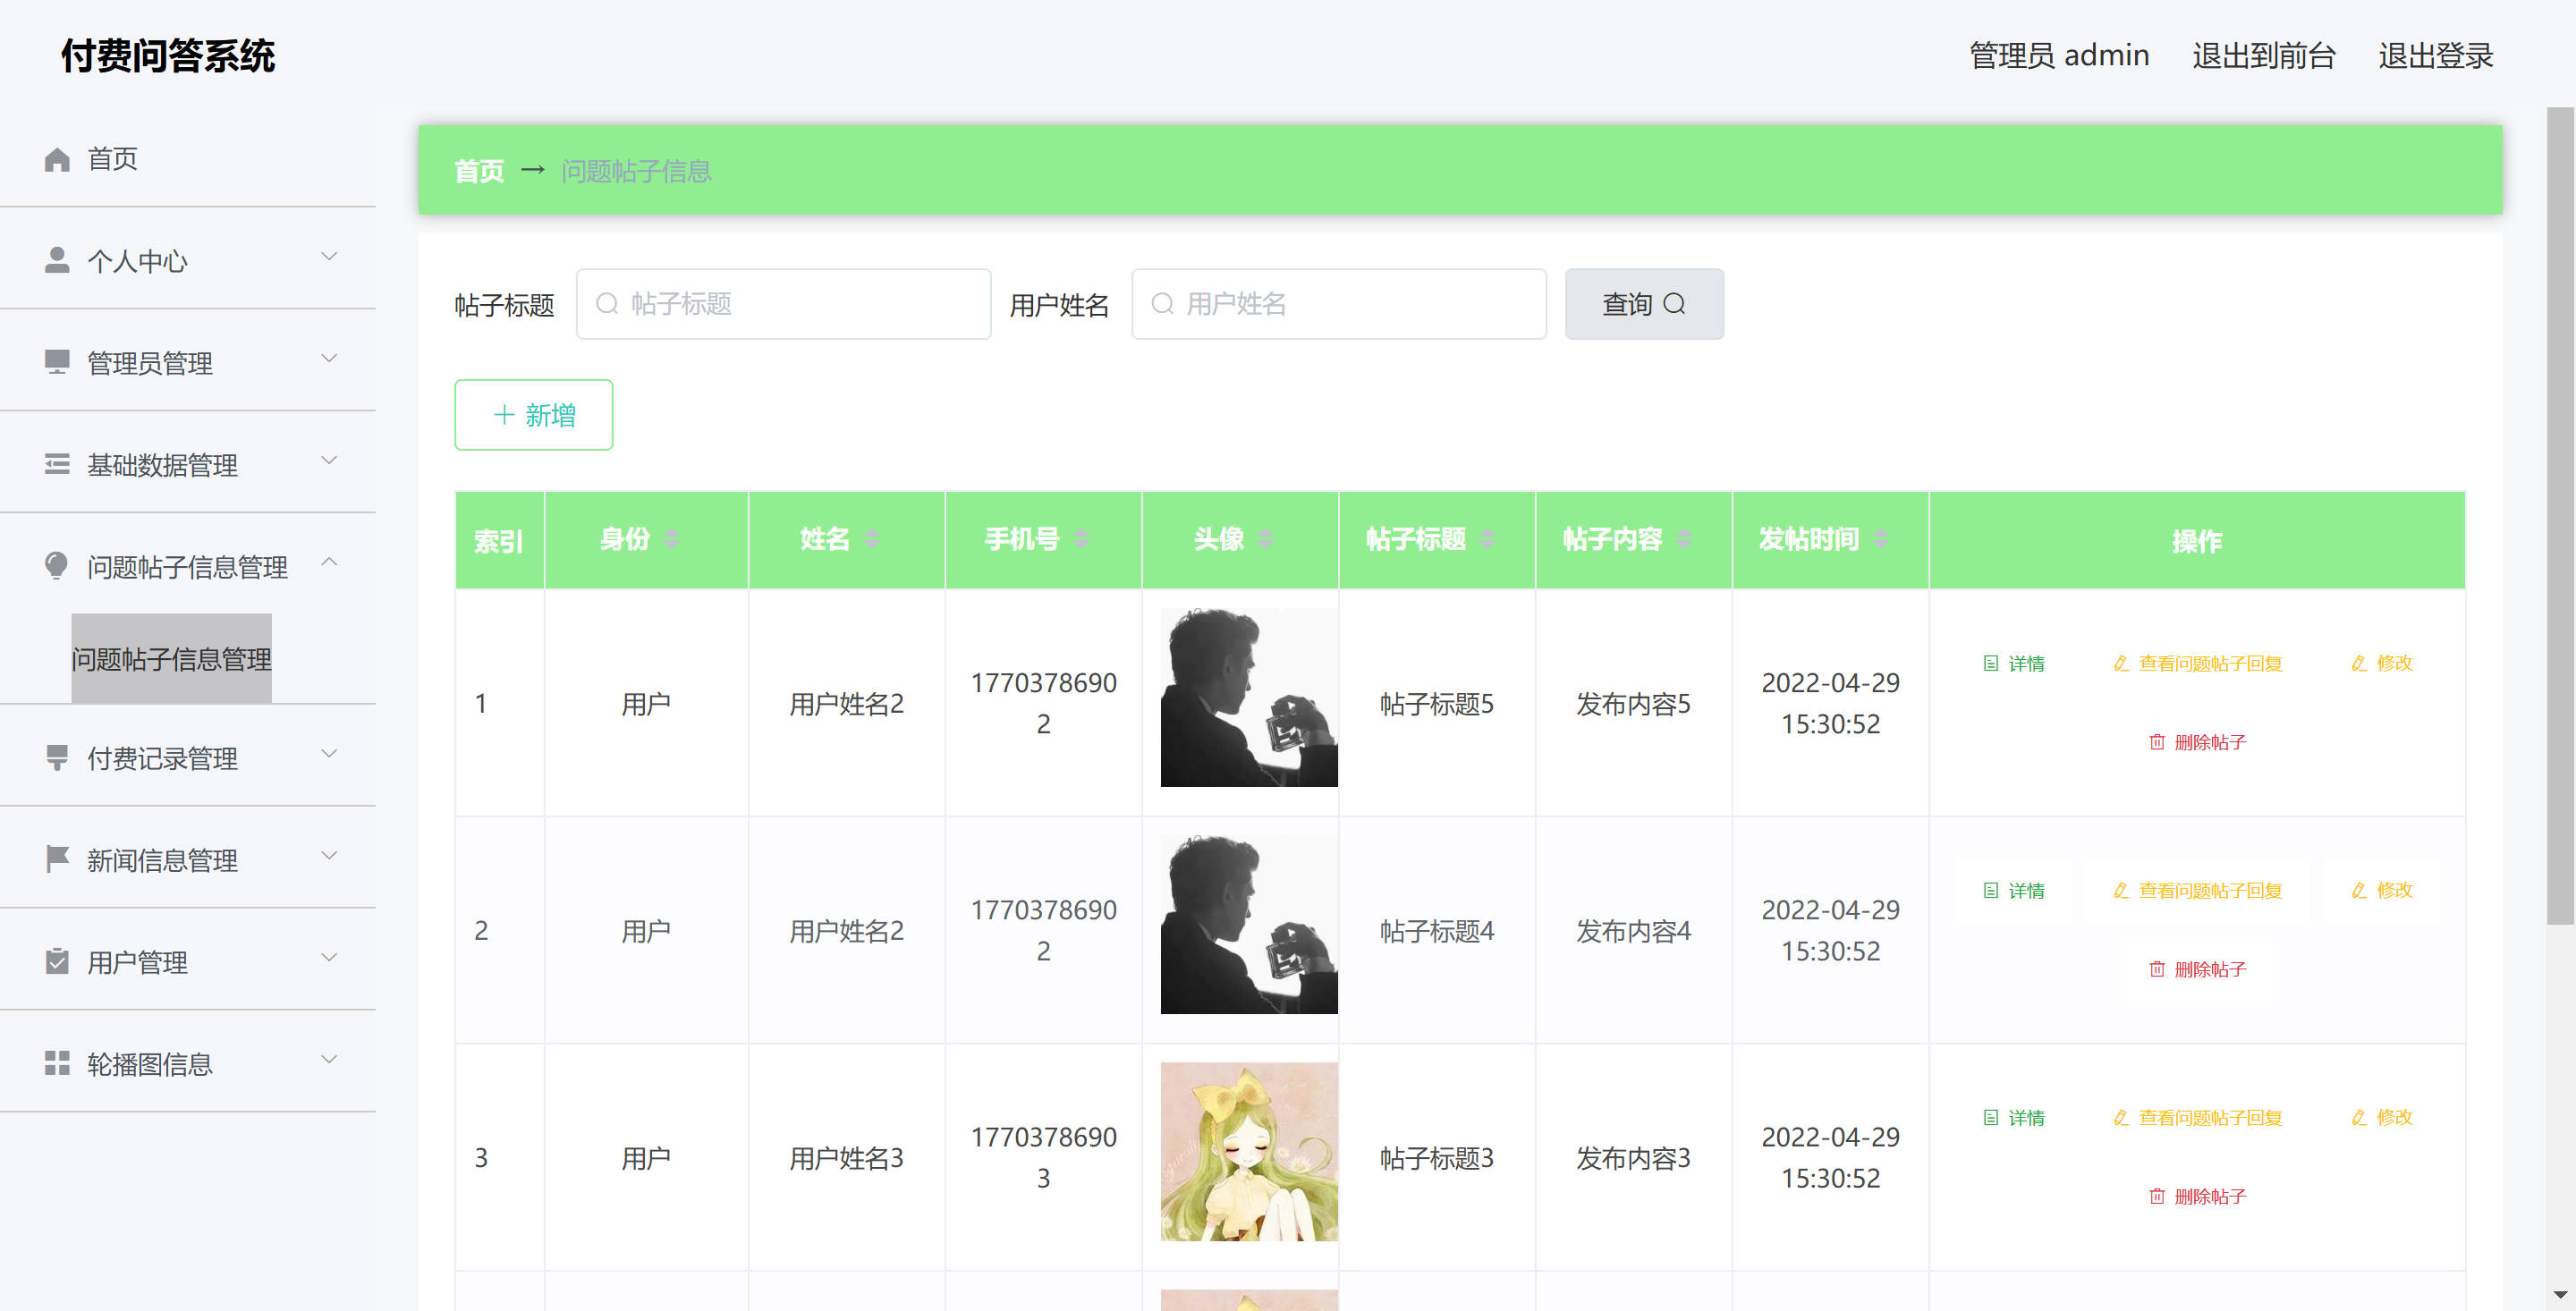 付费问答系统
管理员 admin 退出到前台 退出登录
首页
个人中心
管理员管理
基础数据管理
问题帖子信息管理
问题帖子信息管理
付费记录管理
新闻信息管理
用户管理
轮播图信息
首页 → 问题帖子信息
帖子标题 帖子标题 用户姓名 用户姓名 查询
新增
索引 身份 姓名 手机号 头像 帖子标题 帖子内容 发帖时间 操作
1 用户 用户姓名2 1770378690
2 帖子标题5 发布内容5 2022-04-29
15:30:52 详情 查看问题帖子回复 修改
删除帖子
2 用户 用户姓名2 1770378690
2 帖子标题4 发布内容4 2022-04-29
15:30:52 详情 查看问题帖子回复 修改
删除帖子
3 用户 用户姓名3 1770378690
3 帖子标题3 发布内容3 2022-04-29
15:30:52 详情 查看问题帖子回复 修改
删除帖子